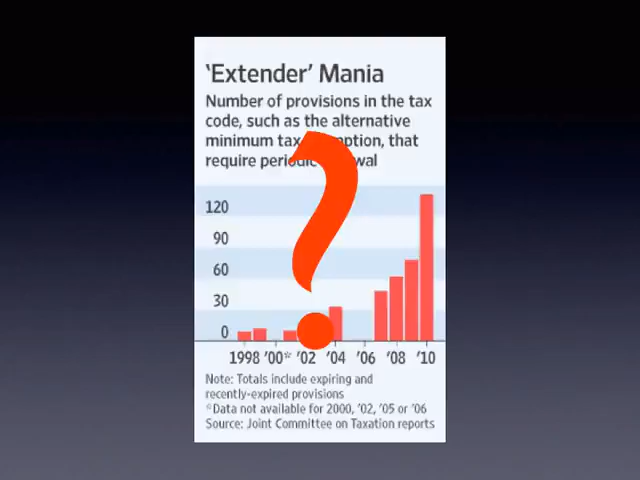 ‘Extender’ Mania
Number of provisions in the tax
code, such as the alternative
minimum tax
that
require
120
90
60
30
0
1998 '00* '02 '04 '06 '08 '10
Note: Totals include expiring and
recently-expired provisions
*Data not available for 2000, '02, '05 or '06
Source: Joint Committee on Taxation reports
?